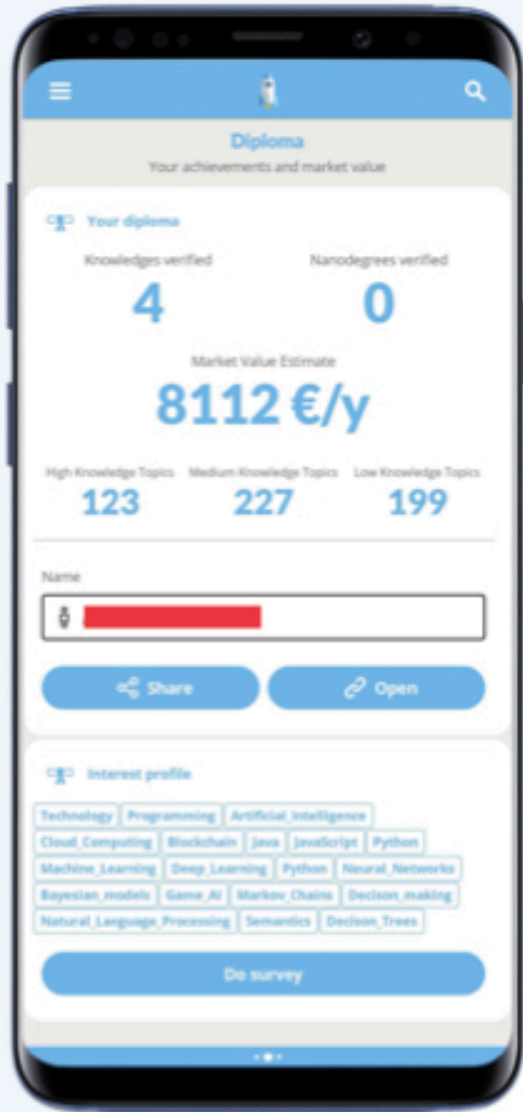 Diploma
Your achievements and market value
Your diploma
Knowledges verified Nanodegrees verified
4 0
Market Value Estimate
8112 €/y
High Knowledge Topics Medium Knowledge Topics Low Knowledge Topics
123 227 199
Name
Share Open
Interest profile
Technology Programming Artificial_Intelligence
Cloud_Computing Blockchain Java JavaScript Python
Machine_Learning Deep_Learning Python Neural_Networks
Bayesian_models Game_AI Markov_Chains Decison_making
Natural_Language_Processing Semantics Decison_Trees
Do survey